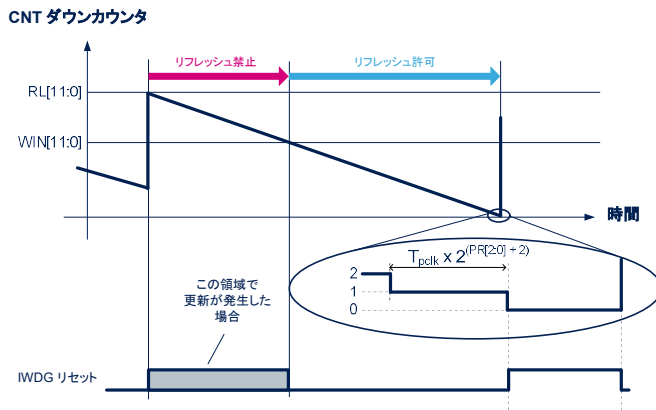 CNT ダウンカウンタ
リフレッシュ禁止
リフレッシュ許可
RL[11:0]
WIN[11:0]
時間
Tpclk x 2(PR[2:0] + 2)
2
1
0
この領域で
更新が発生した
場合
IWDG リセット